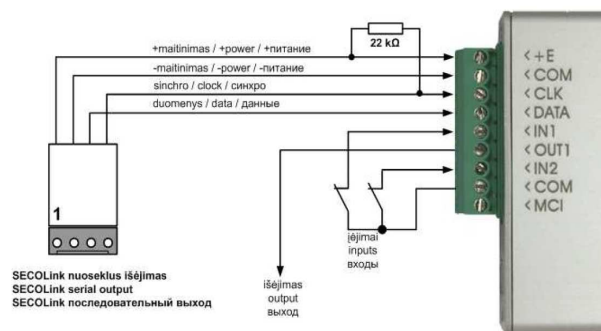 22 kΩ
+maitinimas / +power / +питание
-maitinimas / -power / -питание
sinchro / clock / синхро
duomenys / data / данные
<+E
<COM
<CLK
<DATA
<IN1
<OUT1
<IN2
<COM
<MCI
1
įėjimai
inputs
входы
išėjimas
output
выход
SECOLink nuoseklus išėjimas
SECOLink serial output
SECOLink последовательный выход